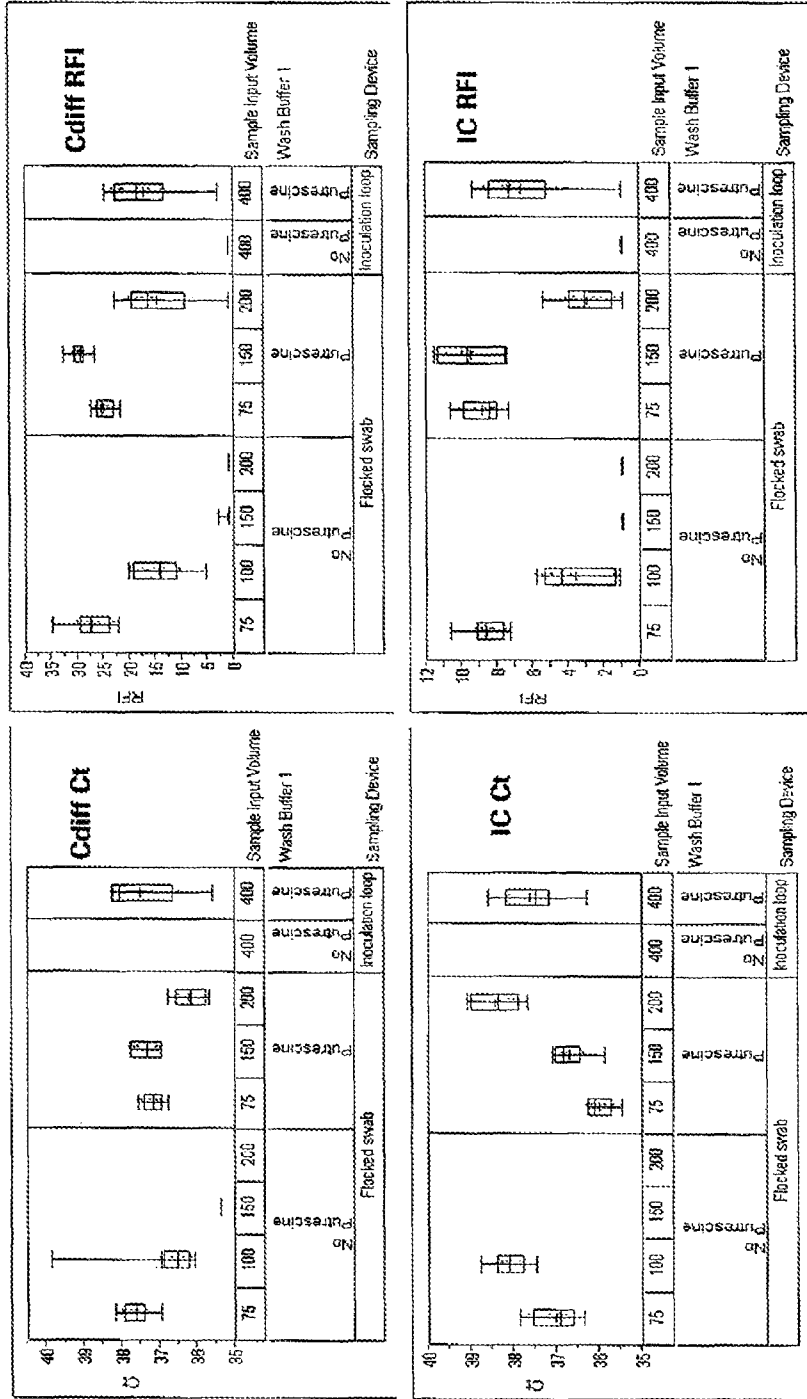 Cdiff Ct
Ct
40
39
38
37
36
35
75 100 150 200 75 150 200 400 400 Sample Input Volume
No Putrescine Putrescine No Putrescine Putrescine Wash Buffer 1
Flocked swab Inoculation loop Sampling Device
Cdiff RFI
RFI
40
35
30
25
20
15
10
5
0
75 100 150 200 75 150 200 400 400 Sample Input Volume
No Putrescine Putrescine No Putrescine Putrescine Wash Buffer 1
Flocked swab Inoculation loop Sampling Device
IC Ct
Ct
40
39
38
37
36
35
75 100 150 200 75 150 200 400 400 Sample Input Volume
No Putrescine Putrescine No Putrescine Putrescine Wash Buffer 1
Flocked swab Inoculation loop Sampling Device
IC RFI
RFI
12
10
8
6
4
2
0
75 100 150 200 75 150 200 400 400 Sample Input Volume
No Putrescine Putrescine No Putrescine Putrescine Wash Buffer 1
Flocked swab Inoculation loop Sampling Device